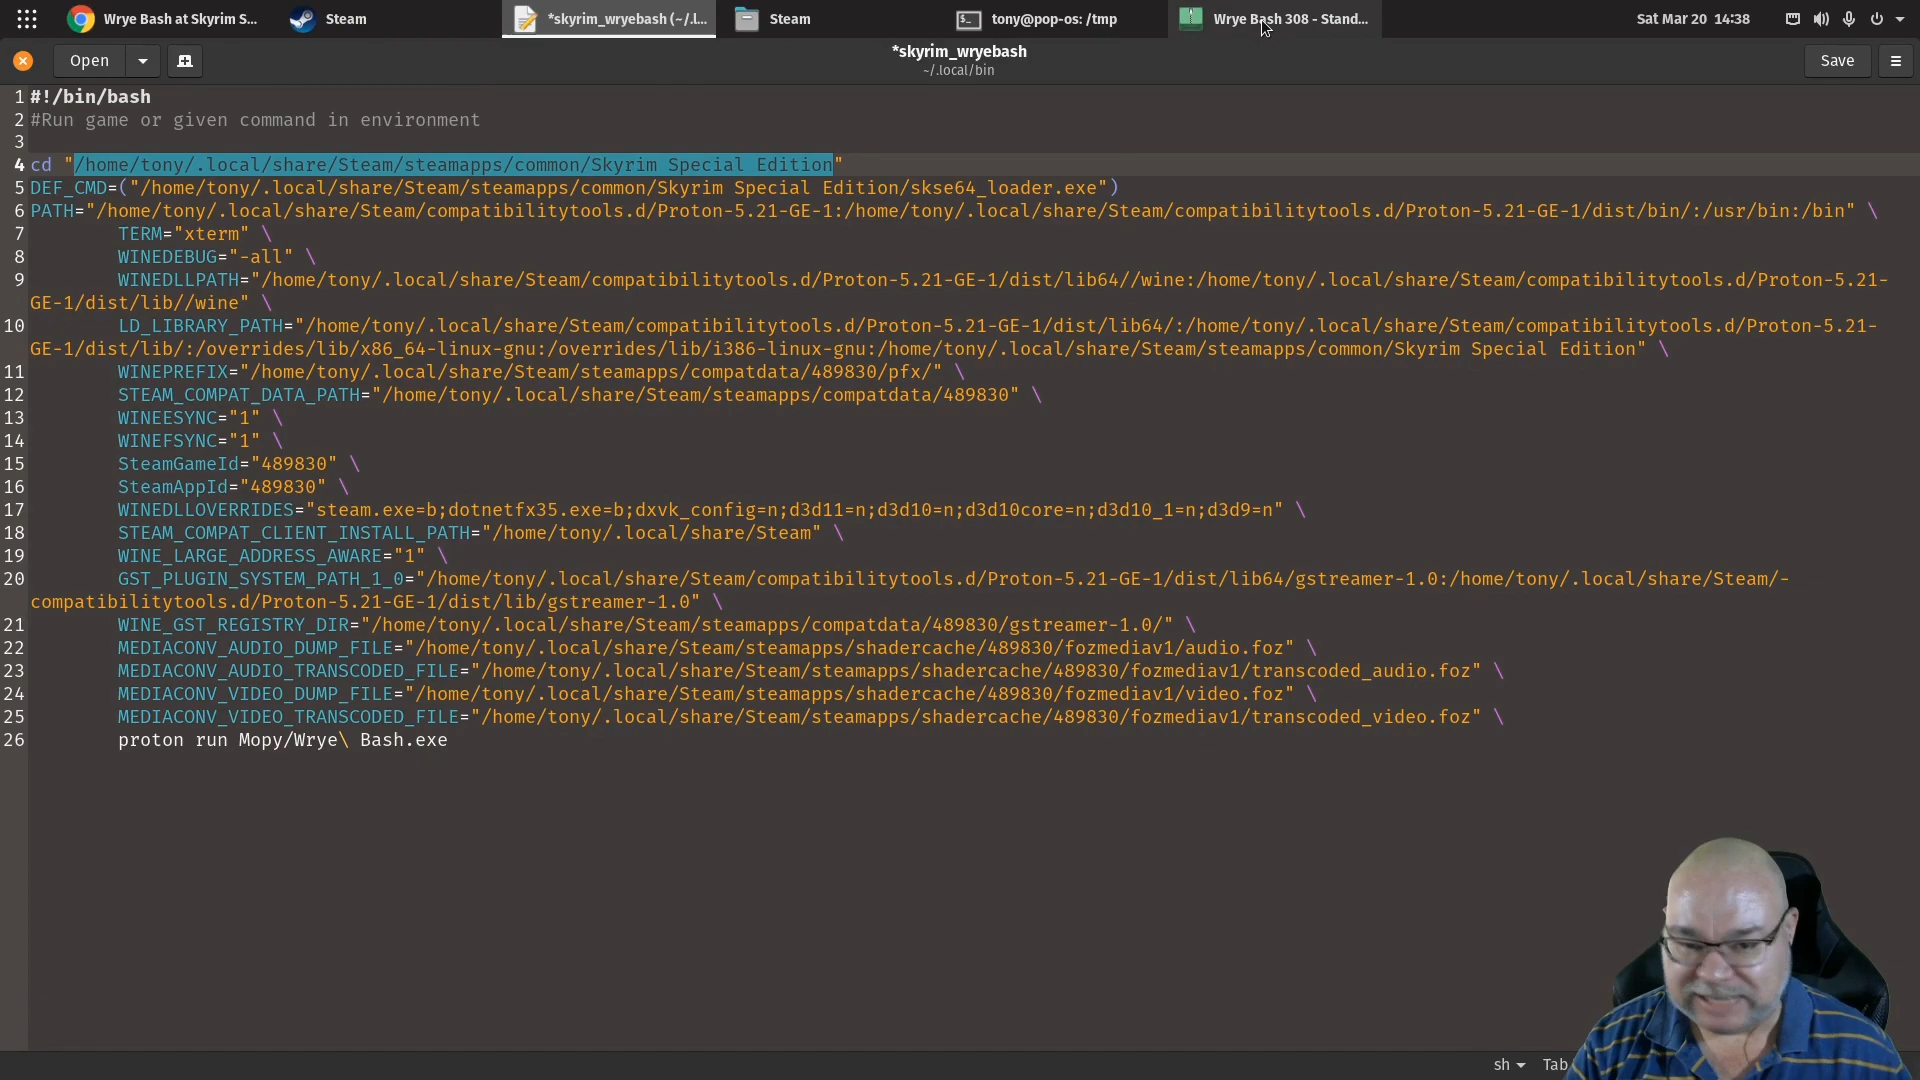 Wrye Bash at Skyrim S...
Steam
*skyrim_wryebash (~/.l...
Steam
tony@pop-os: /tmp
Wrye Bash 308 - Stand...
Sat Mar 20 14:38
Open
*skyrim_wryebash
~/.local/bin
Save
1 #!/bin/bash
2 #Run game or given command in environment
3
4 cd "/home/tony/.local/share/Steam/steamapps/common/Skyrim Special Edition"
5 DEF_CMD=("/home/tony/.local/share/Steam/steamapps/common/Skyrim Special Edition/skse64_loader.exe")
6 PATH="/home/tony/.local/share/Steam/compatibilitytools.d/Proton-5.21-GE-1:/home/tony/.local/share/Steam/compatibilitytools.d/Proton-5.21-GE-1/dist/bin/:/usr/bin:/bin" \
7 TERM="xterm" \
8 WINEDEBUG="-all" \
9 WINEDLLPATH="/home/tony/.local/share/Steam/compatibilitytools.d/Proton-5.21-GE-1/dist/lib64//wine:/home/tony/.local/share/Steam/compatibilitytools.d/Proton-5.21-
GE-1/dist/lib//wine" \
10 LD_LIBRARY_PATH="/home/tony/.local/share/Steam/compatibilitytools.d/Proton-5.21-GE-1/dist/lib64/:/home/tony/.local/share/Steam/compatibilitytools.d/Proton-5.21-
GE-1/dist/lib/:/overrides/lib/x86_64-linux-gnu:/overrides/lib/i386-linux-gnu:/home/tony/.local/share/Steam/steamapps/common/Skyrim Special Edition" \
11 WINEPREFIX="/home/tony/.local/share/Steam/steamapps/compatdata/489830/pfx/" \
12 STEAM_COMPAT_DATA_PATH="/home/tony/.local/share/Steam/steamapps/compatdata/489830" \
13 WINEESYNC="1" \
14 WINEFSYNC="1" \
15 SteamGameId="489830" \
16 SteamAppId="489830" \
17 WINEDLLOVERRIDES="steam.exe=b;dotnetfx35.exe=b;dxvk_config=n;d3d11=n;d3d10=n;d3d10core=n;d3d10_1=n;d3d9=n" \
18 STEAM_COMPAT_CLIENT_INSTALL_PATH="/home/tony/.local/share/Steam" \
19 WINE_LARGE_ADDRESS_AWARE="1" \
20 GST_PLUGIN_SYSTEM_PATH_1_0="/home/tony/.local/share/Steam/compatibilitytools.d/Proton-5.21-GE-1/dist/lib64/gstreamer-1.0:/home/tony/.local/share/Steam/-
compatibilitytools.d/Proton-5.21-GE-1/dist/lib/gstreamer-1.0" \
21 WINE_GST_REGISTRY_DIR="/home/tony/.local/share/Steam/steamapps/compatdata/489830/gstreamer-1.0/" \
22 MEDIACONV_AUDIO_DUMP_FILE="/home/tony/.local/share/Steam/steamapps/shadercache/489830/fozmediav1/audio.foz" \
23 MEDIACONV_AUDIO_TRANSCODED_FILE="/home/tony/.local/share/Steam/steamapps/shadercache/489830/fozmediav1/transcoded_audio.foz" \
24 MEDIACONV_VIDEO_DUMP_FILE="/home/tony/.local/share/Steam/steamapps/shadercache/489830/fozmediav1/video.foz" \
25 MEDIACONV_VIDEO_TRANSCODED_FILE="/home/tony/.local/share/Steam/steamapps/shadercache/489830/fozmediav1/transcoded_video.foz" \
26 proton run Mopy/Wrye\ Bash.exe
sh
Tab